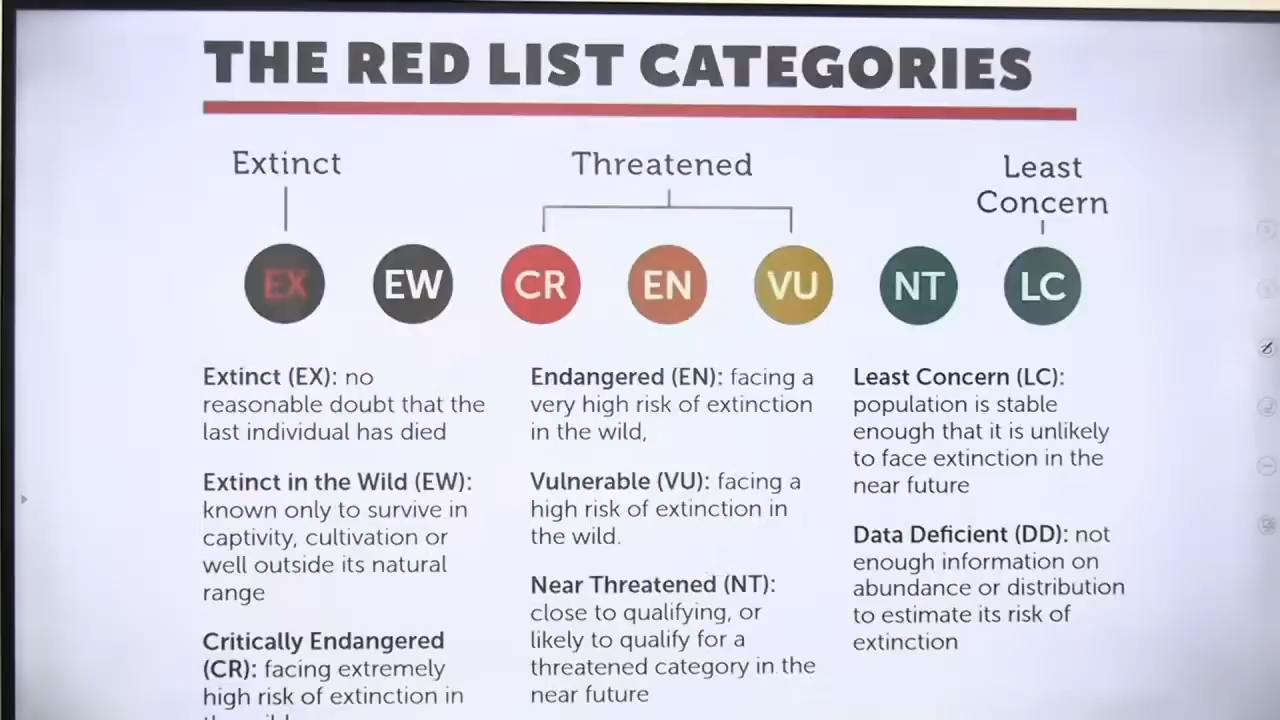 THE RED LIST CATEGORIES
Extinct
Threatened
Least
Concern
EX
EW
CR
EN
VU
NT
LC
Extinct (EX): no
reasonable doubt that the
last individual has died
Extinct in the Wild (EW):
known only to survive in
captivity, cultivation or
well outside its natural
range
Critically Endangered
(CR): facing extremely
high risk of extinction in
Endangered (EN): facing a
very high risk of extinction
in the wild,
Vulnerable (VU): facing a
high risk of extinction in
the wild.
Near Threatened (NT):
close to qualifying, or
likely to qualify for a
threatened category in the
near future
Least Concern (LC):
population is stable
enough that it is unlikely
to face extinction in the
near future
Data Deficient (DD): not
enough information on
abundance or distribution
to estimate its risk of
extinction